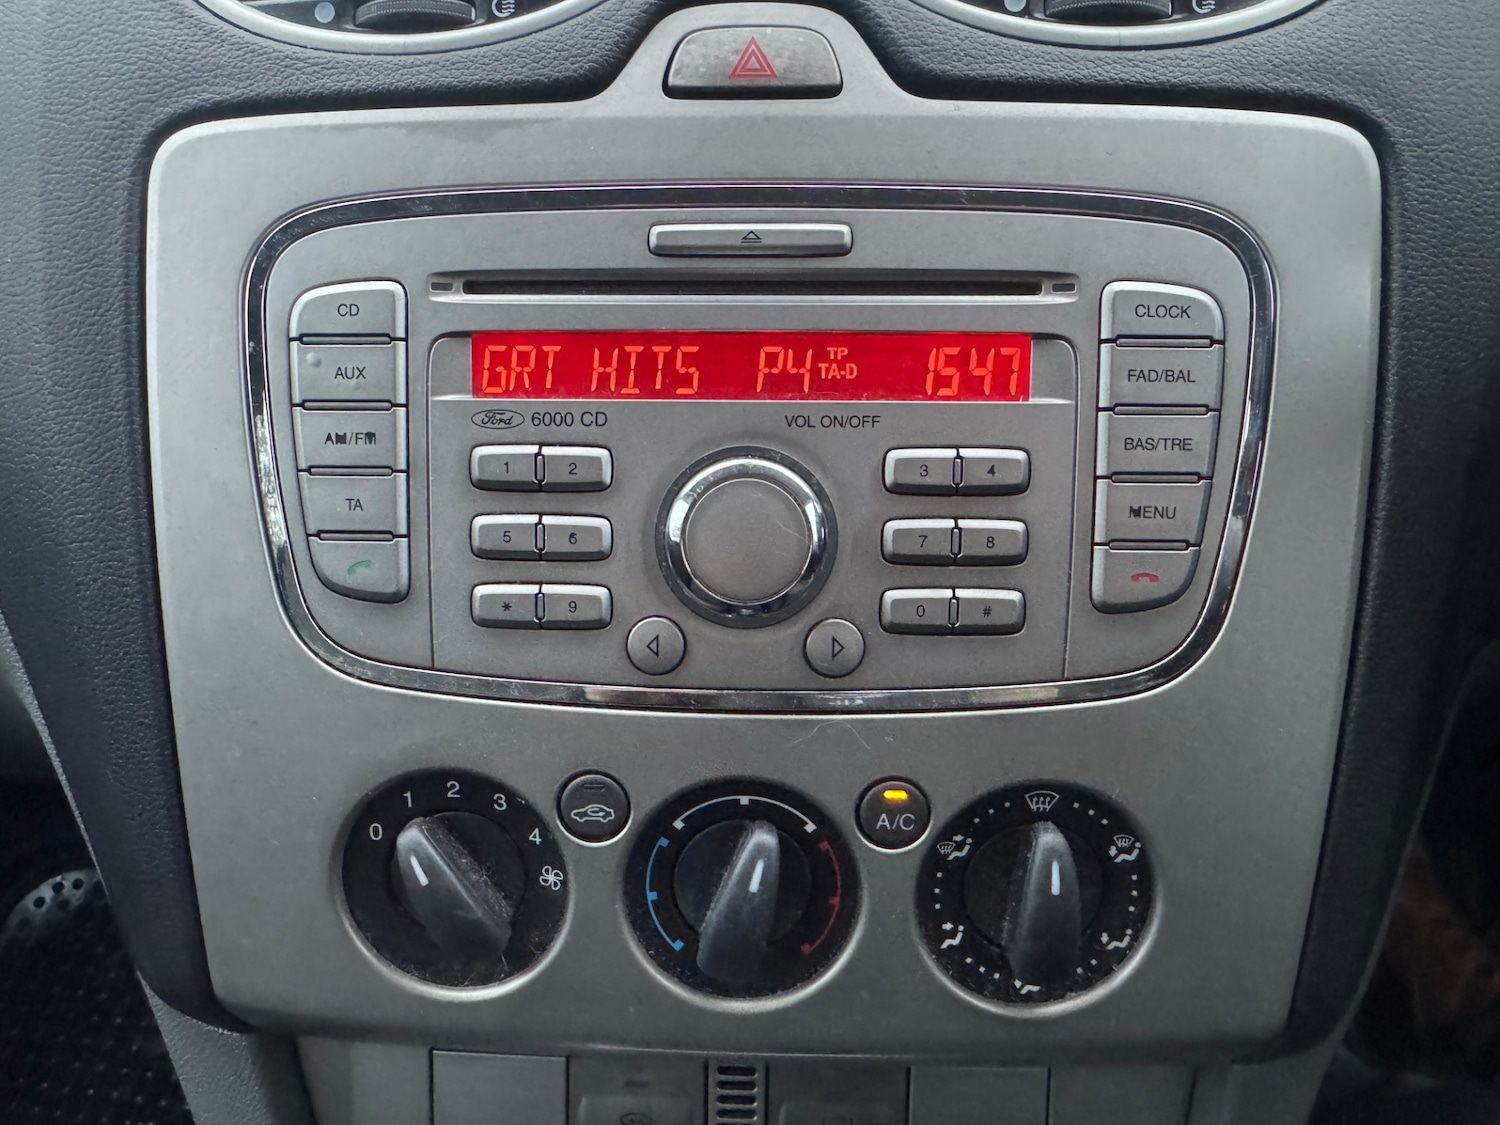 GRT HITS P4 TP TA-D 1547
Ford 6000 CD
VOL ON/OFF
CD
AUX
AM/FM
TA
CLOCK
FAD/BAL
BAS/TRE
MENU
1 2
3 4
5 6
7 8
* 9
0 #
0 1 2 3 4
A/C